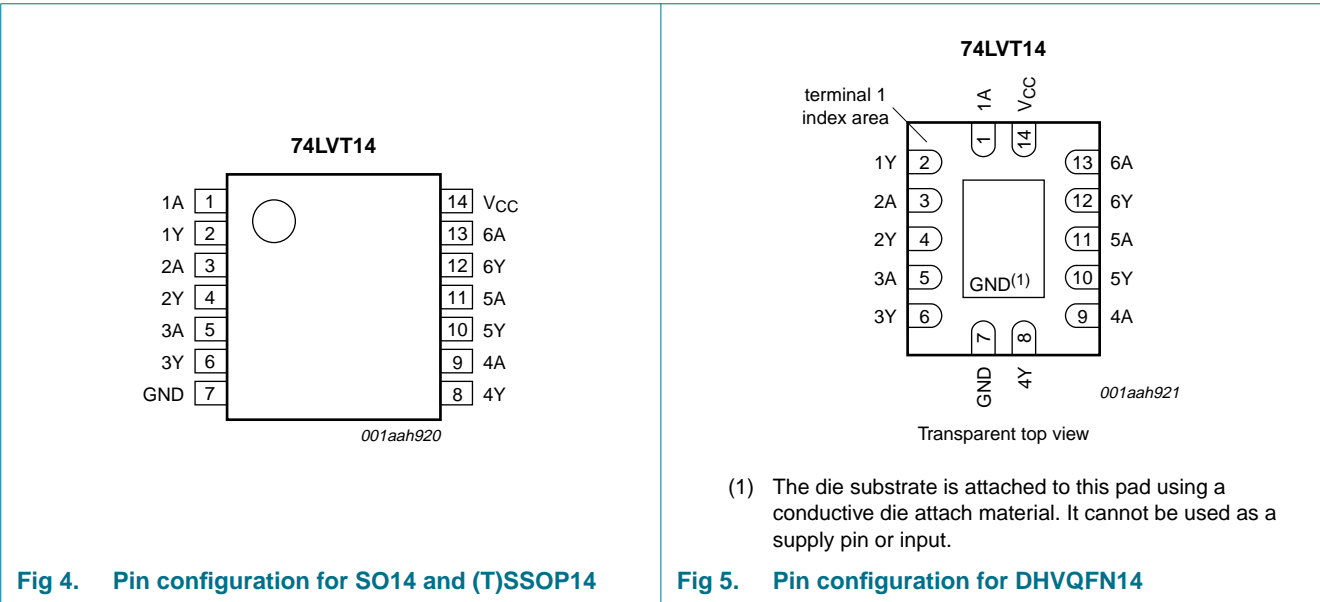 74LVT14
1A 1
1Y 2
2A 3
2Y 4
3A 5
3Y 6
GND 7
14 VCC
13 6A
12 6Y
11 5A
10 5Y
9 4A
8 4Y
001aah920
Fig 4. Pin configuration for SO14 and (T)SSOP14
74LVT14
terminal 1
index area
1A
VCC
1
14
1Y 2
2A 3
2Y 4
3A 5
3Y 6
13 6A
12 6Y
11 5A
10 5Y
9 4A
GND(1)
7
8
GND
4Y
001aah921
Transparent top view
(1) The die substrate is attached to this pad using a
conductive die attach material. It cannot be used as a
supply pin or input.
Fig 5. Pin configuration for DHVQFN14